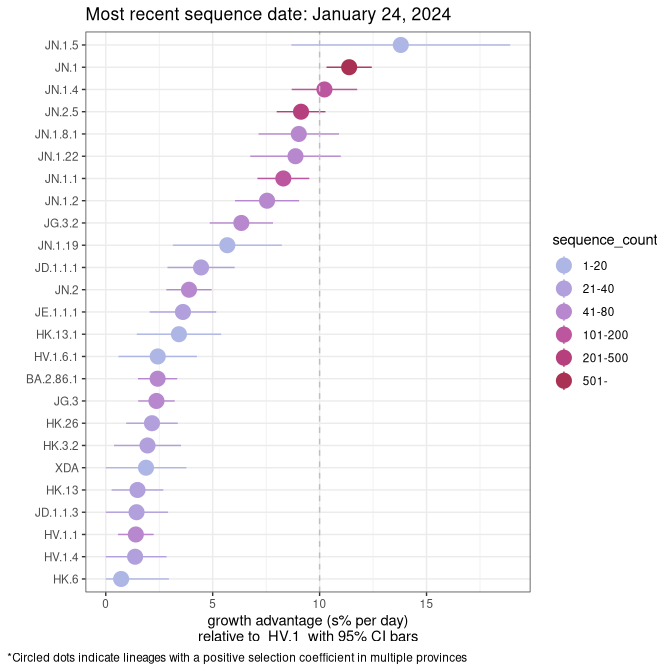 Most recent sequence date: January 24, 2024
JN.1.5
JN.1
JN.1.4
JN.2.5
JN.1.8.1
JN.1.22
JN.1.1
JN.1.2
JG.3.2
JN.1.19
JD.1.1.1
JN.2
JE.1.1.1
HK.13.1
HV.1.6.1
BA.2.86.1
JG.3
HK.26
HK.3.2
XDA
HK.13
JD.1.1.3
HV.1.1
HV.1.4
HK.6
0 5 10 15
growth advantage (s% per day)
relative to HV.1 with 95% CI bars
sequence_count
1-20
21-40
41-80
101-200
201-500
501-
*Circled dots indicate lineages with a positive selection coefficient in multiple provinces